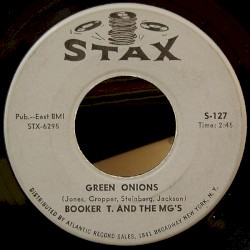 STAX
Pub.-East BMI
STX-6295
S-127
Time: 2:45
GREEN ONIONS
(Jones, Cropper, Steinberg, Jackson)
BOOKER T. AND THE MG'S
DISTRIBUTED BY ATLANTIC RECORD SALES, 1841 BROADWAY NEW YORK, N.Y.